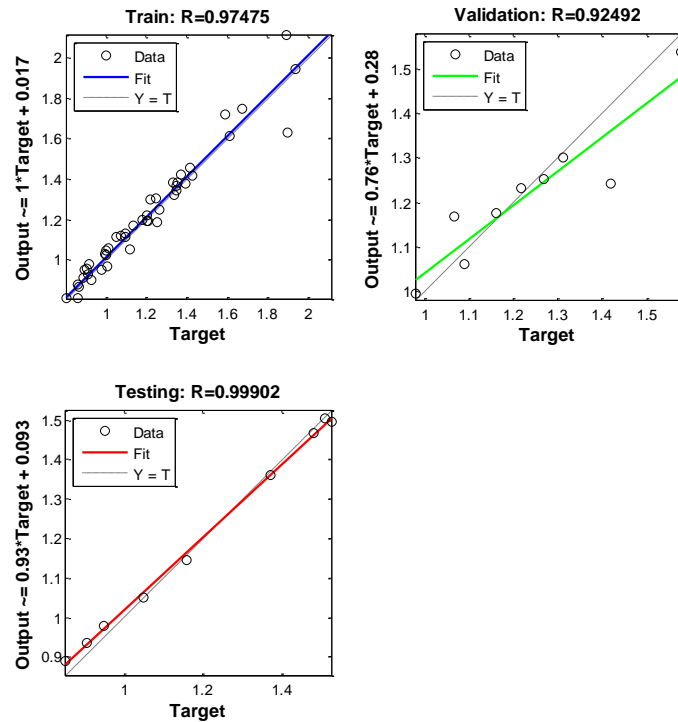 Train: R=0.97475
Output ~= 1*Target + 0.017
2
1.8
1.6
1.4
1.2
1
Data
Fit
Y = T
1 1.2 1.4 1.6 1.8 2
Target
Validation: R=0.92492
Output ~= 0.76*Target + 0.28
1.5
1.4
1.3
1.2
1.1
1
Data
Fit
Y = T
1 1.1 1.2 1.3 1.4 1.5
Target
Testing: R=0.99902
Output ~= 0.93*Target + 0.093
1.5
1.4
1.3
1.2
1.1
1
0.9
Data
Fit
Y = T
1 1.2 1.4
Target